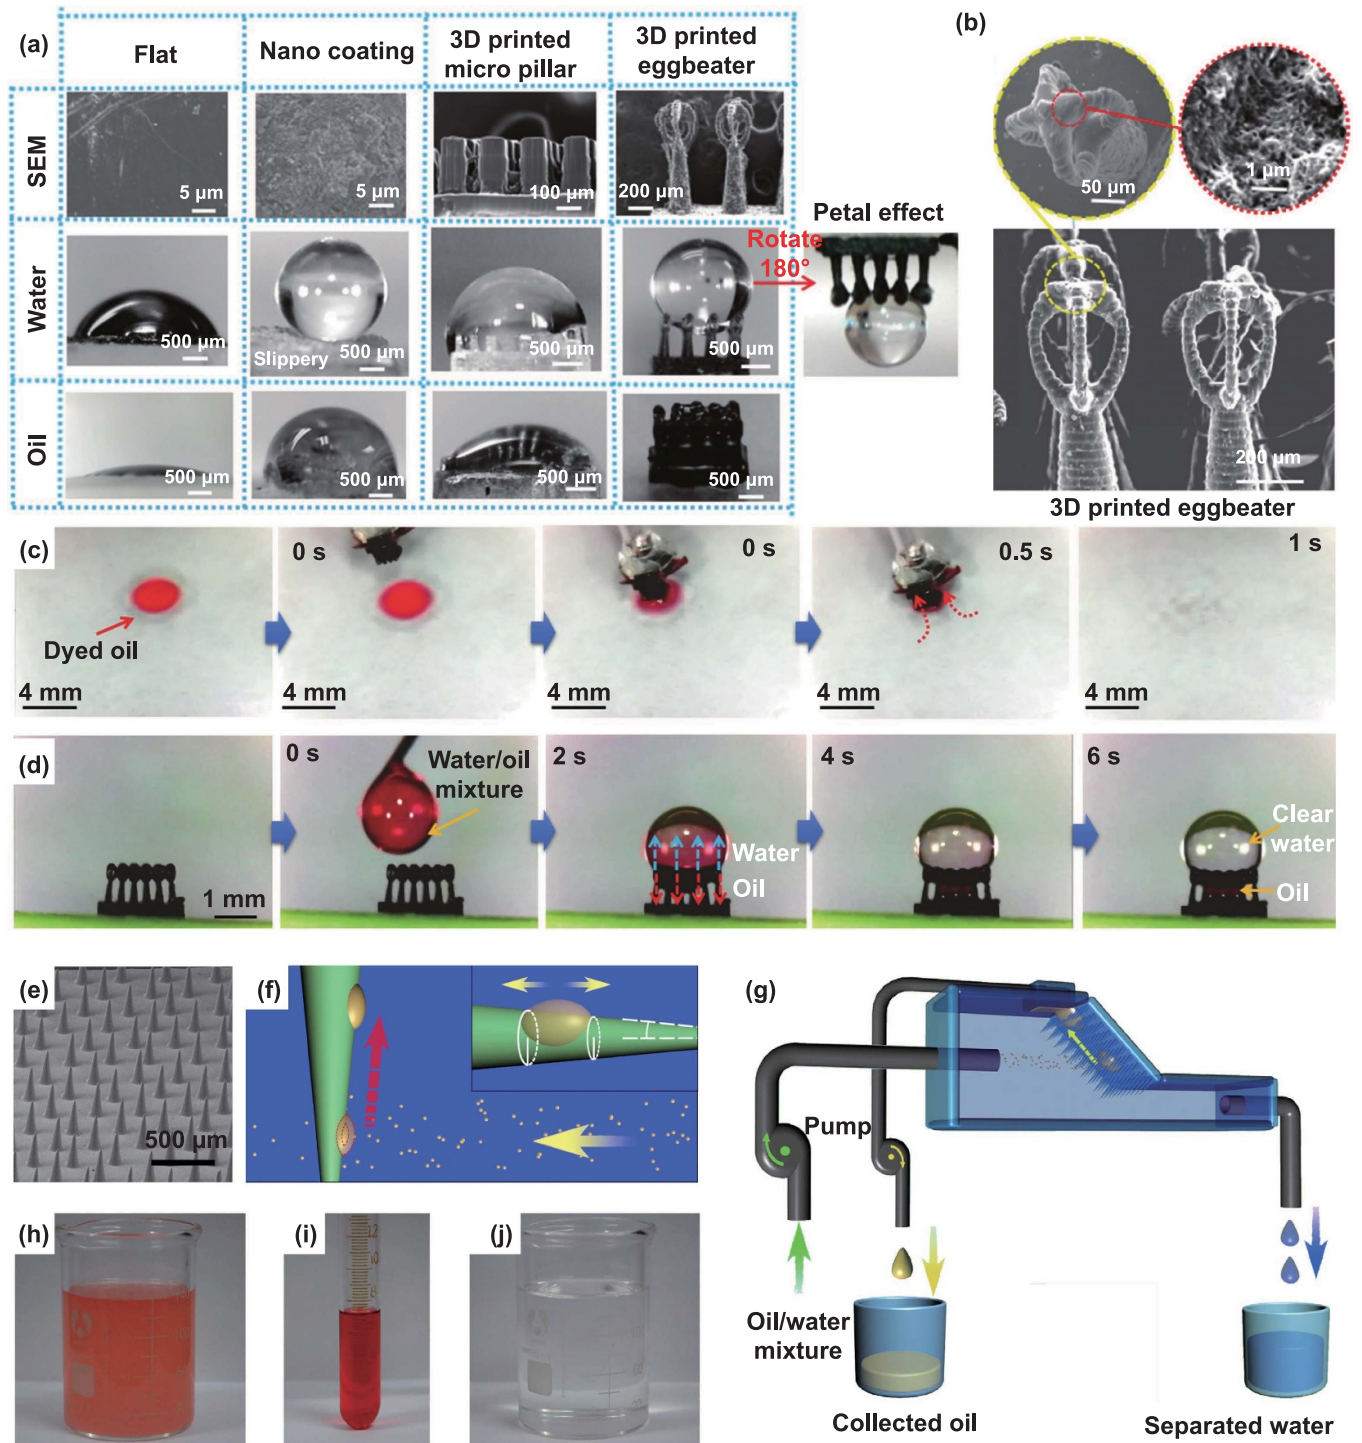 (a)
Flat
Nano coating
3D printed
micro pillar
3D printed
eggbeater
SEM
5 μm
5 μm
100 μm
200 μm
Water
500 μm
Slippery
500 μm
500 μm
500 μm
Rotate
180°
Petal effect
Oil
500 μm
500 μm
500 μm
500 μm
(b)
50 μm
1 μm
200 μm
3D printed eggbeater
(c)
Dyed oil
4 mm
0 s
4 mm
0 s
4 mm
0.5 s
4 mm
1 s
4 mm
(d)
1 mm
0 s
Water/oil
mixture
2 s
Water
Oil
4 s
6 s
Clear
water
Oil
(e)
500 μm
(f)
(g)
Pump
Oil/water
mixture
Collected oil
Separated water
(h)
(i)
12
10
(j)